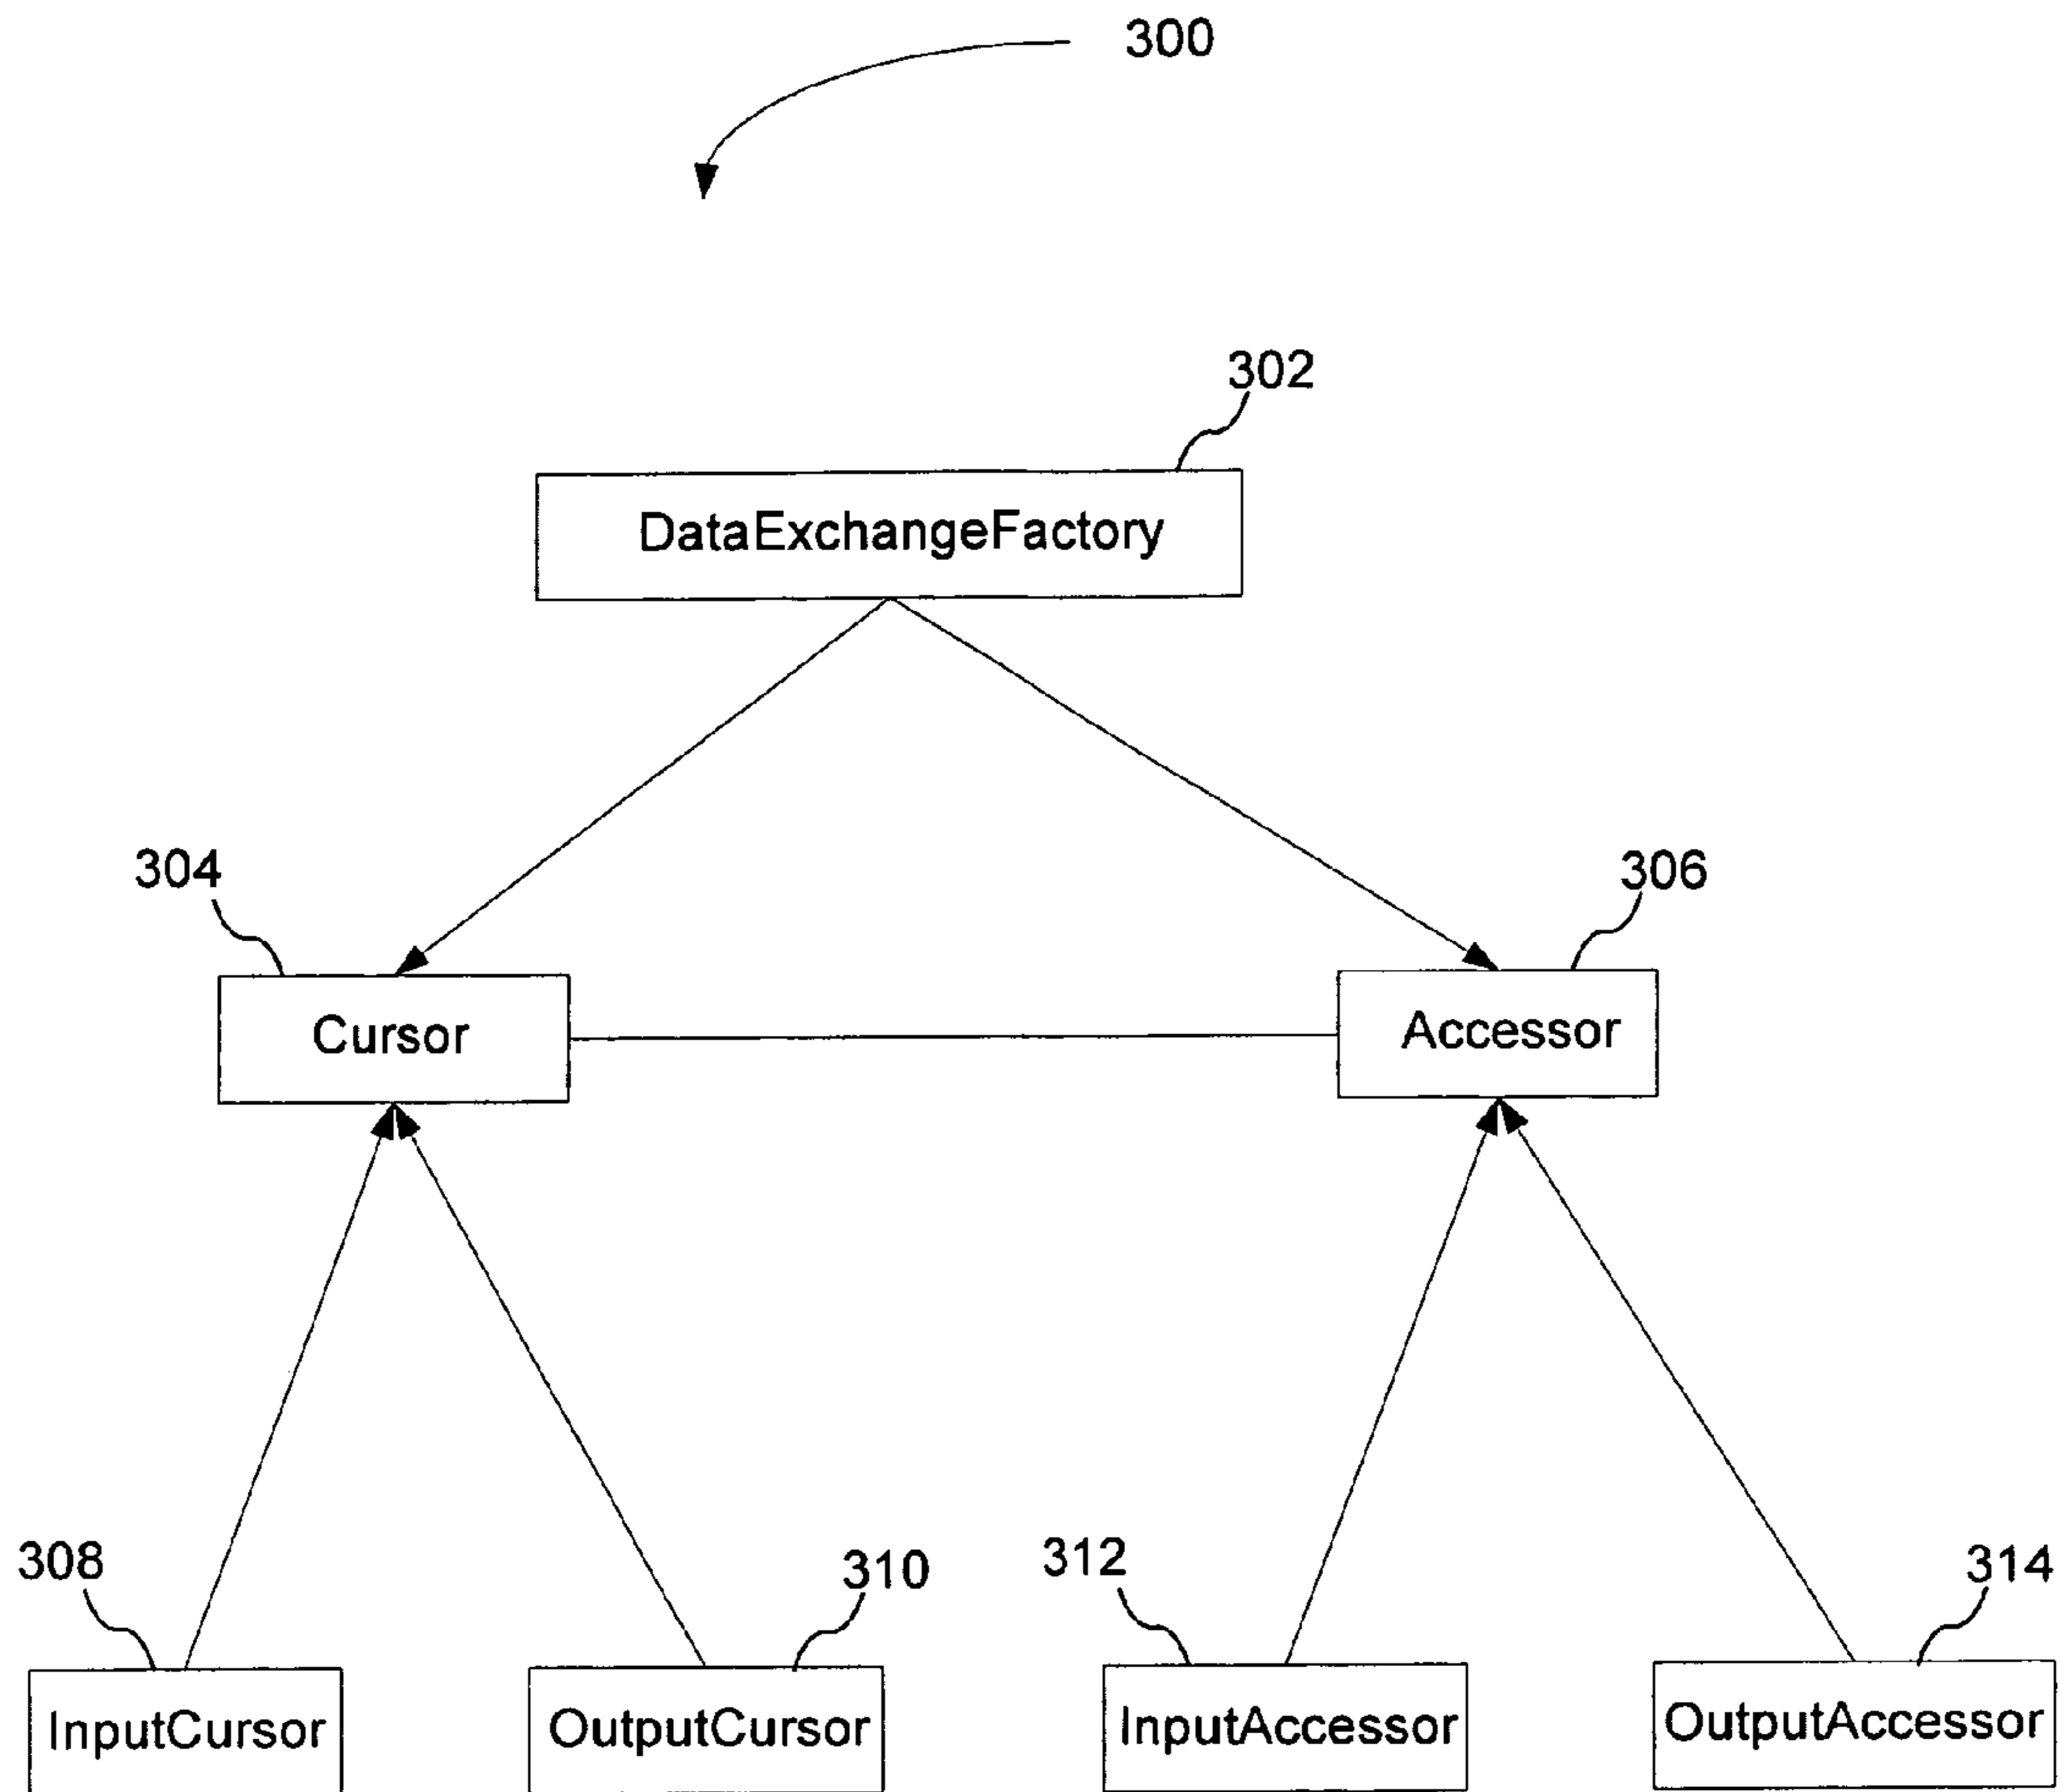 300
302
DataExchangeFactory
304
306
Cursor
Accessor
308
310
312
314
InputCursor
OutputCursor
InputAccessor
OutputAccessor